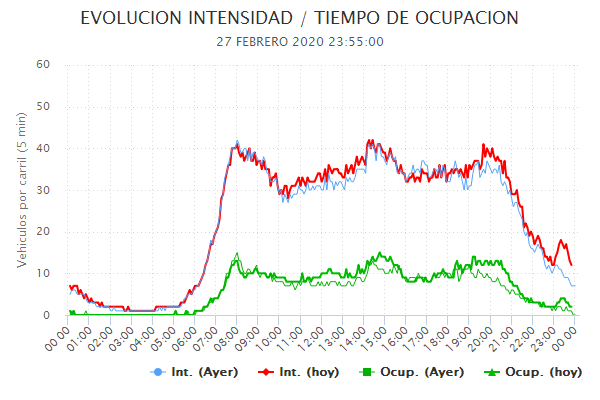 EVOLUCION INTENSIDAD / TIEMPO DE OCUPACION
27 FEBRERO 2020 23:55:00
Vehiculos por carril (5 min)
60
50
40
30
20
10
0
00:00 01:00 02:00 03:00 04:00 05:00 06:00 07:00 08:00 09:00 10:00 11:00 12:00 13:00 14:00 15:00 16:00 17:00 18:00 19:00 20:00 21:00 22:00 23:00 00:00
Int. (Ayer) Int. (hoy) Ocup. (Ayer) Ocup. (hoy)